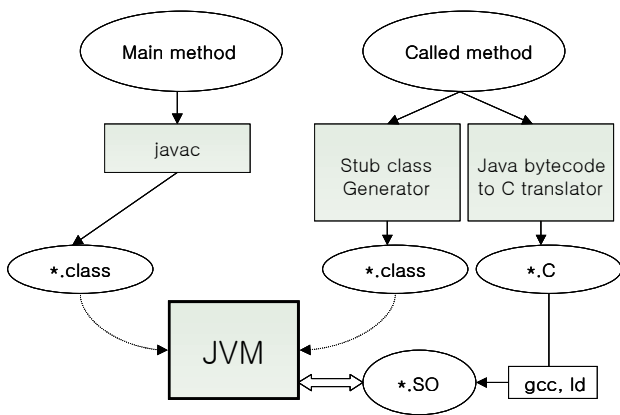 Main method
Called method
javac
Stub class
Generator
Java bytecode
to C translator
*.class
*.class
*.C
JVM
*.SO
gcc, ld